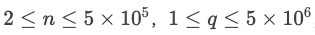 2 ≤ n ≤ 5 × 10⁵, 1 ≤ q ≤ 5 × 10⁶